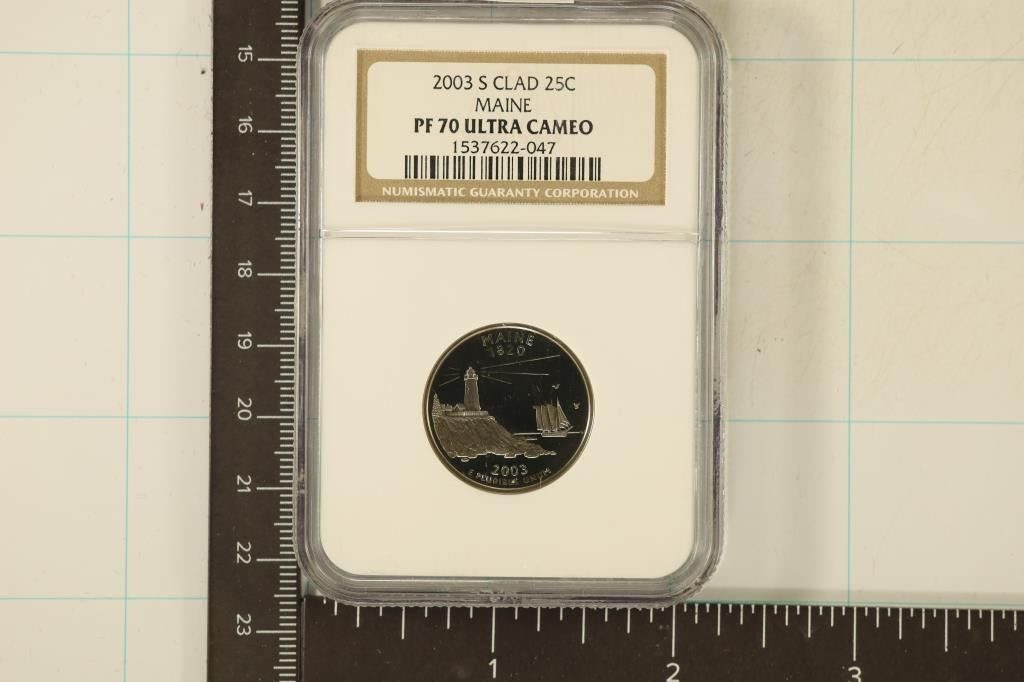 2003 S CLAD 25C
MAINE
PF 70 ULTRA CAMEO
1537622-047
NUMISMATIC GUARANTY CORPORATION
MAINE
1820
2003
E PLURIBUS UNUM
15
16
17
18
19
20
21
22
23
1
2
3